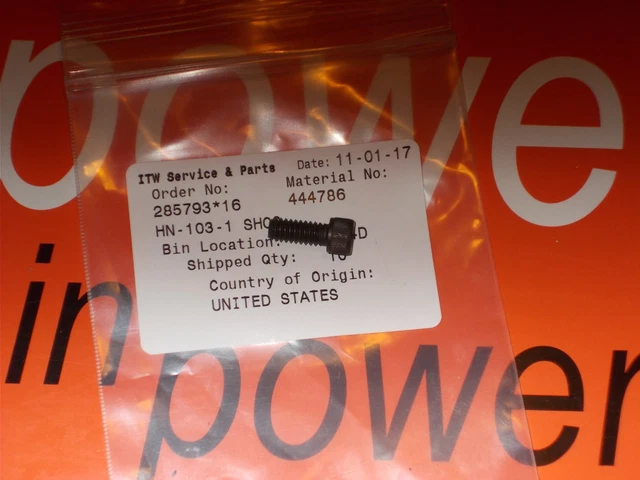 powe
ITW Service & Parts Date: 11-01-17
Order No: Material No:
285793*16 444786
HN-103-1
Bin Location:
Shipped Qty:
Country of Origin:
UNITED STATES
in power